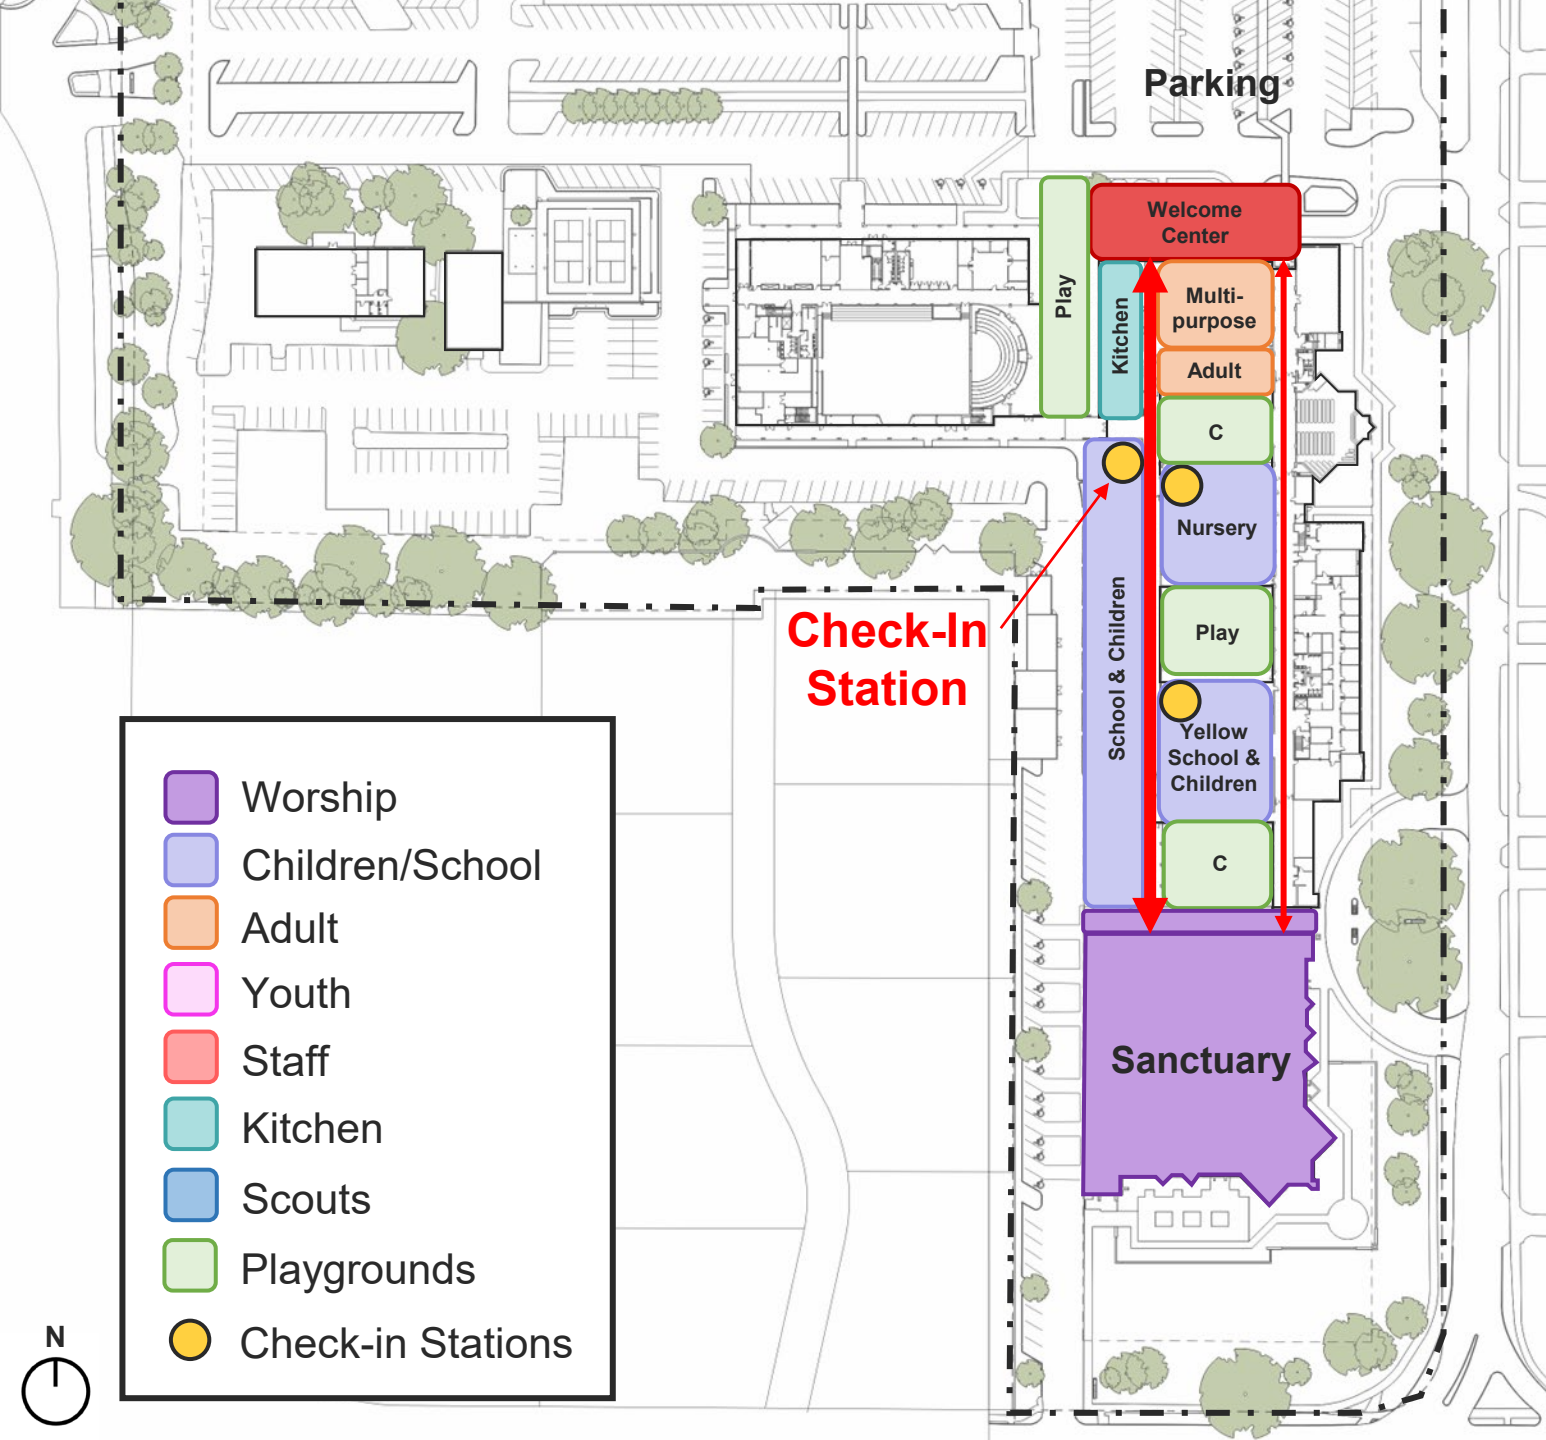 Parking
Welcome
Center
Play
Kitchen
Multi-
purpose
Adult
C
Nursery
School & Children
Check-In
Station
Play
Yellow
School &
Children
C
Sanctuary
Worship
Children/School
Adult
Youth
Staff
Kitchen
Scouts
Playgrounds
Check-in Stations
N